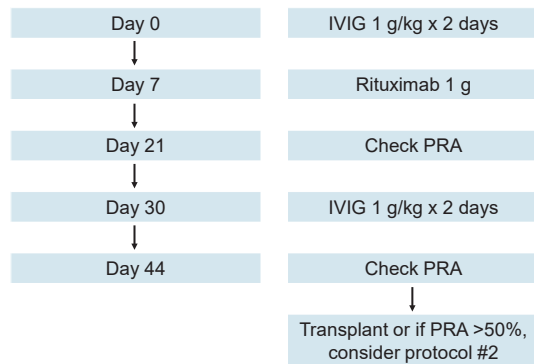 Day 0
IVIG 1 g/kg x 2 days
Day 7
Rituximab 1 g
Day 21
Check PRA
Day 30
IVIG 1 g/kg x 2 days
Day 44
Check PRA
Transplant or if PRA >50%,
consider protocol #2